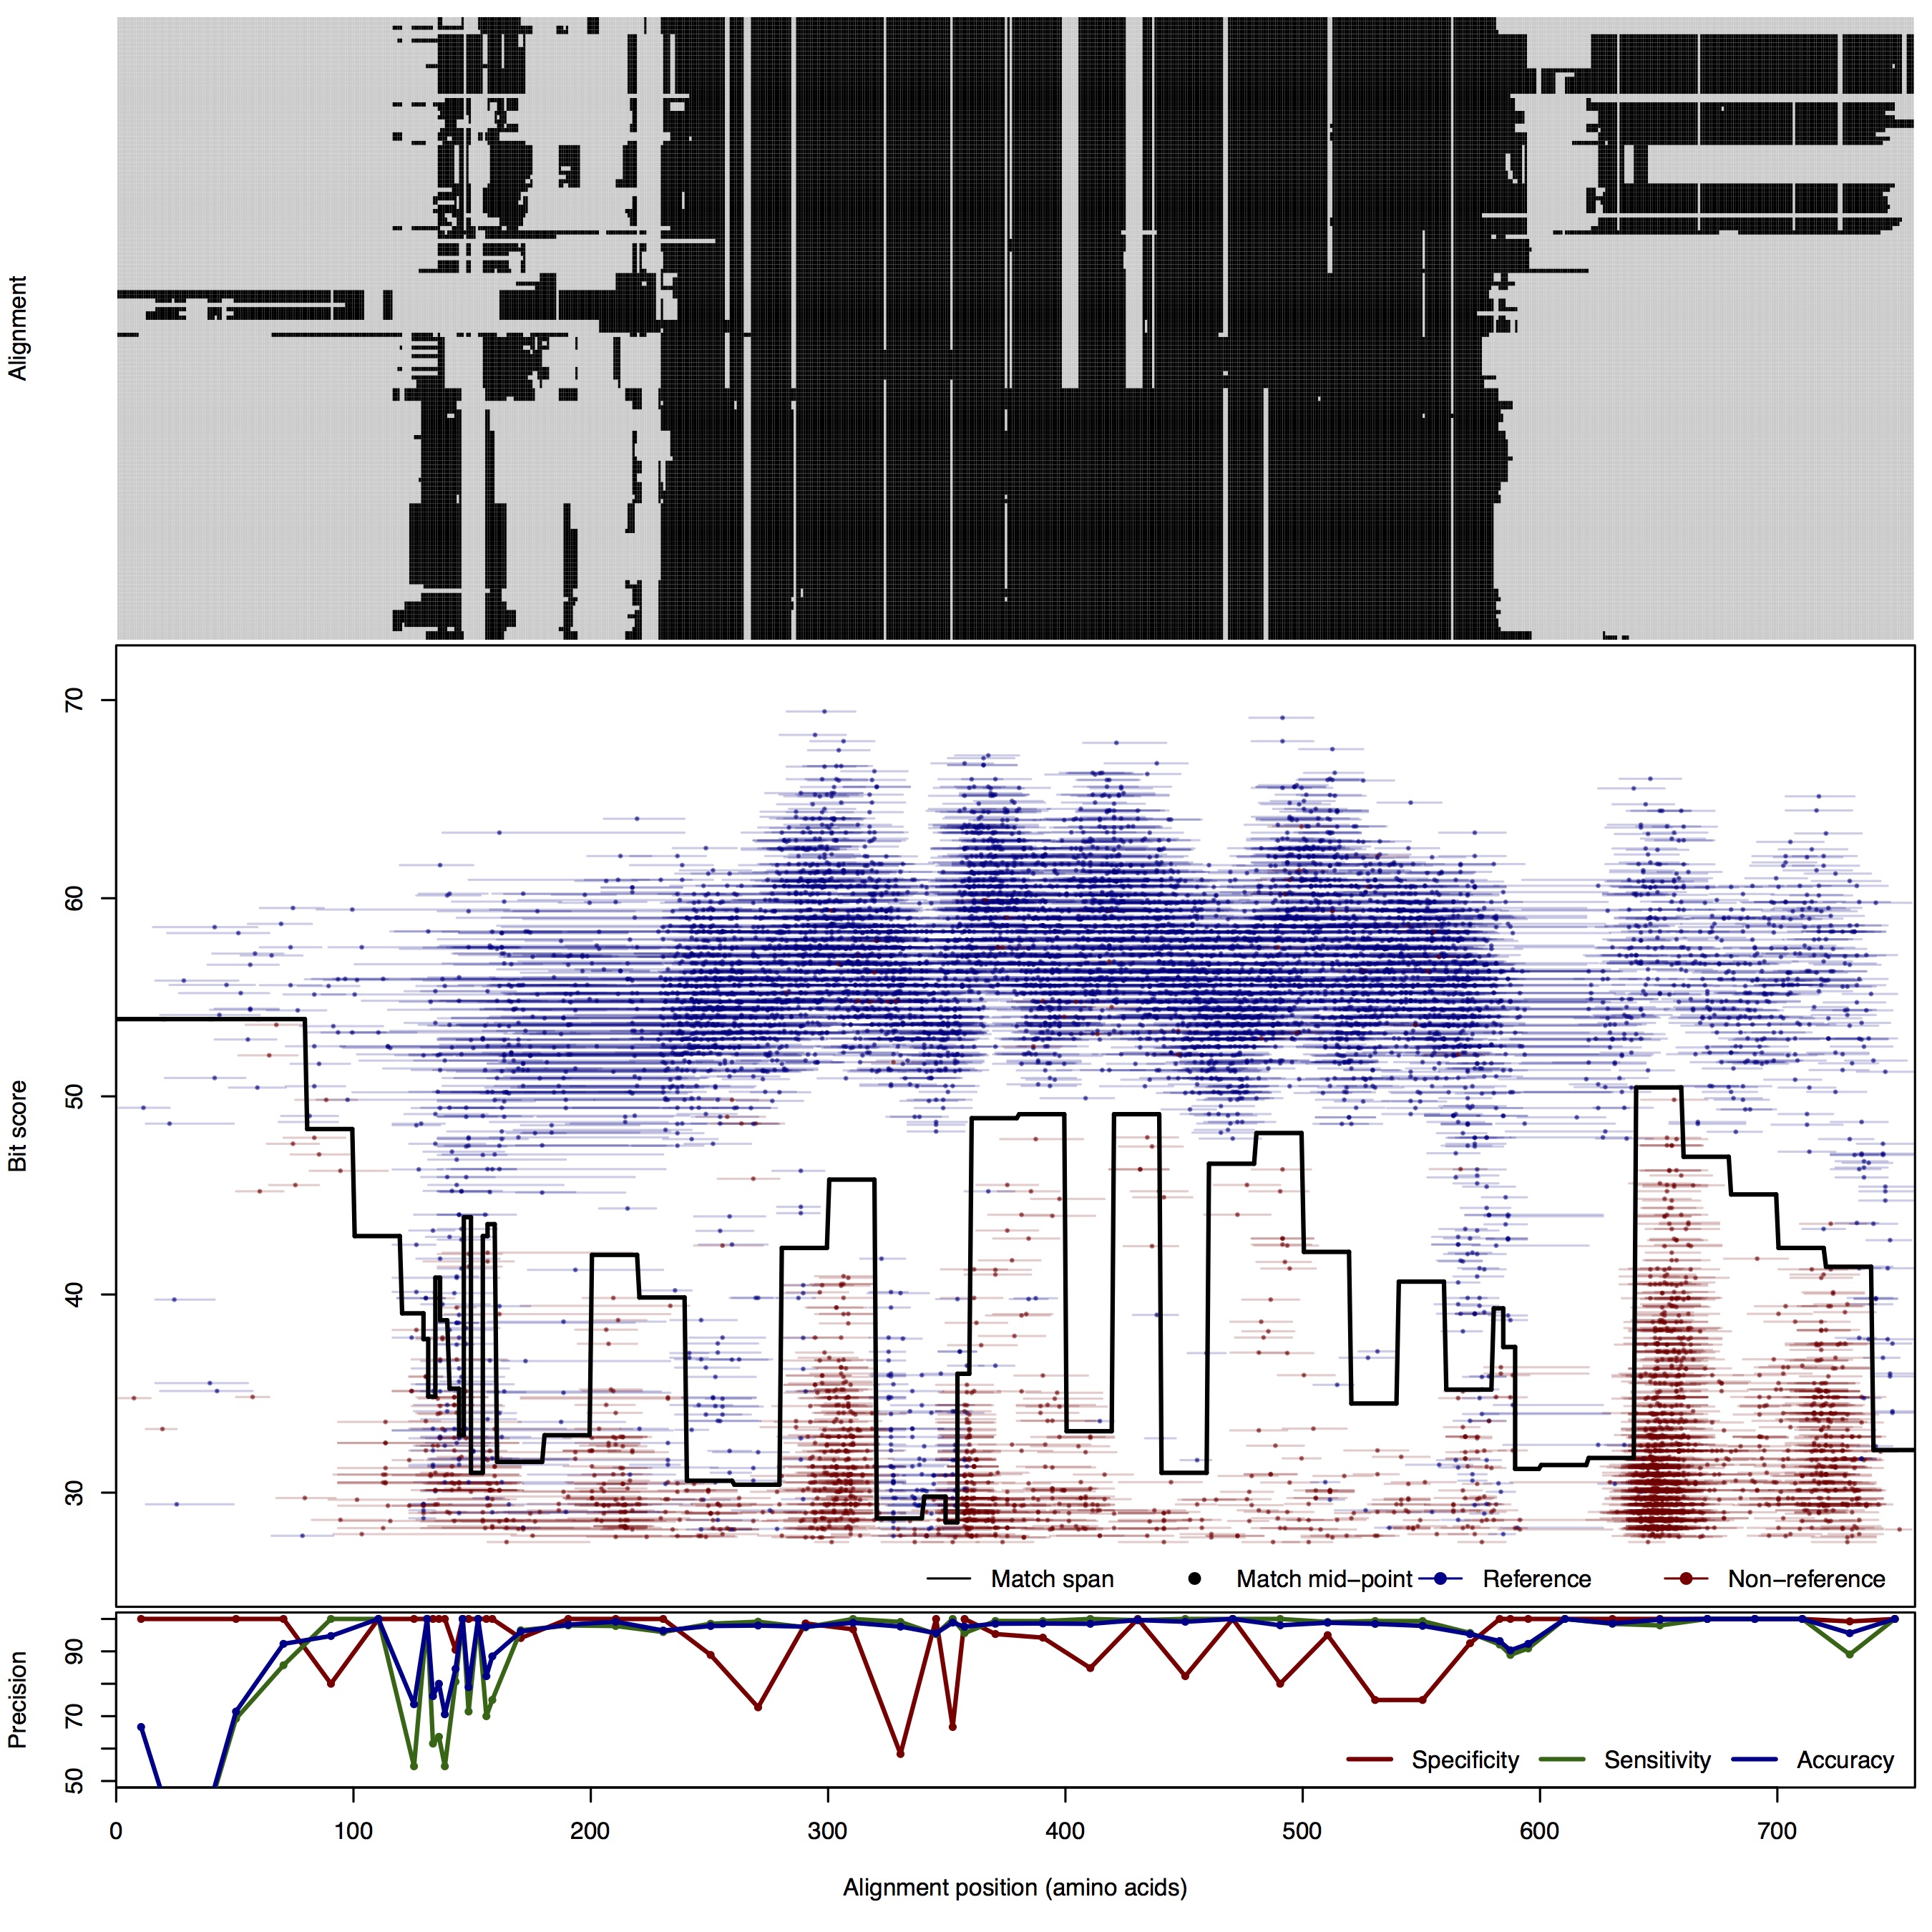 Alignment
Bit score
70
60
50
40
30
Match span
Match mid−point
Reference
Non−reference
Precision
90
70
50
Specificity
Sensitivity
Accuracy
0
100
200
300
400
500
600
700
Alignment position (amino acids)